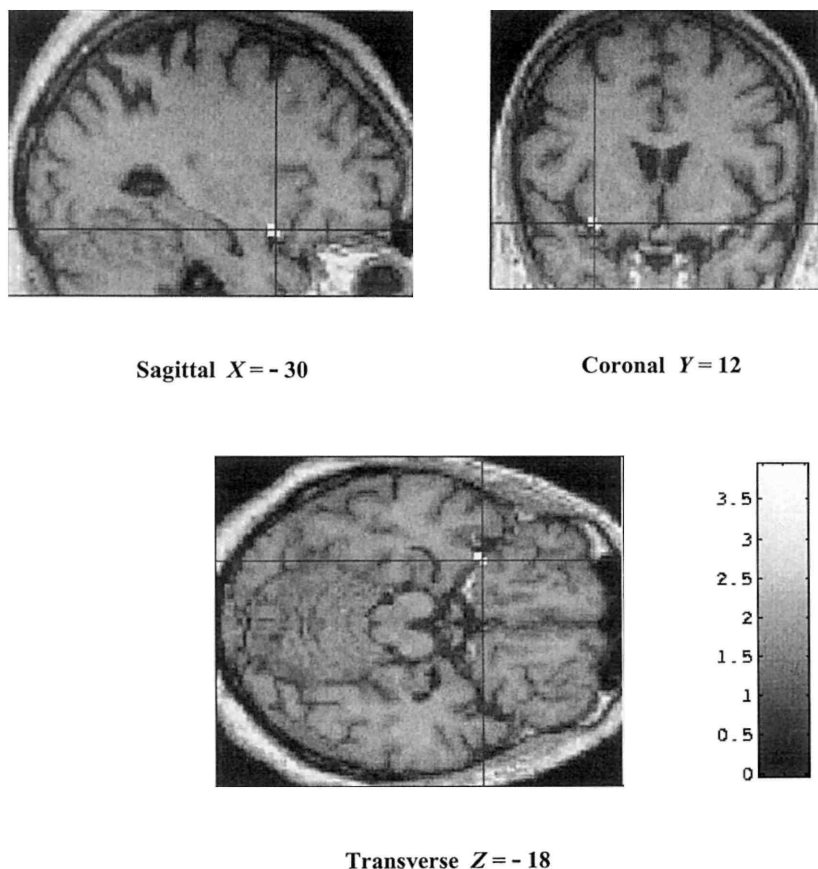 Sagittal X = - 30
Coronal Y = 12
3.5
3
2.5
2
1.5
1
0.5
0
Transverse Z = - 18